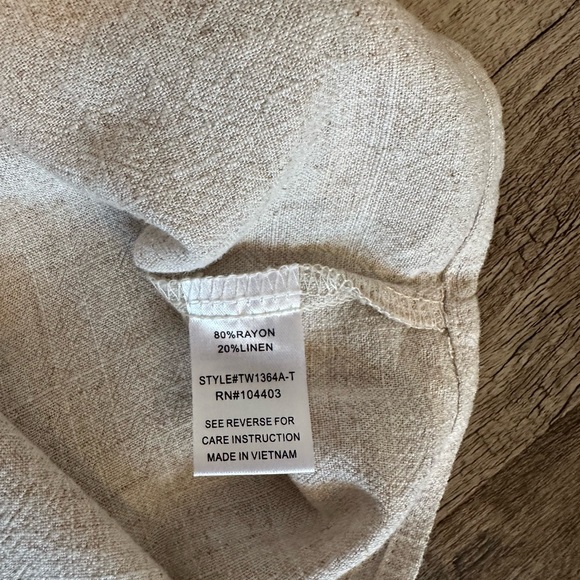 80%RAYON
20%LINEN
STYLE#TW1364A-T
RN#104403
SEE REVERSE FOR
CARE INSTRUCTION
MADE IN VIETNAM